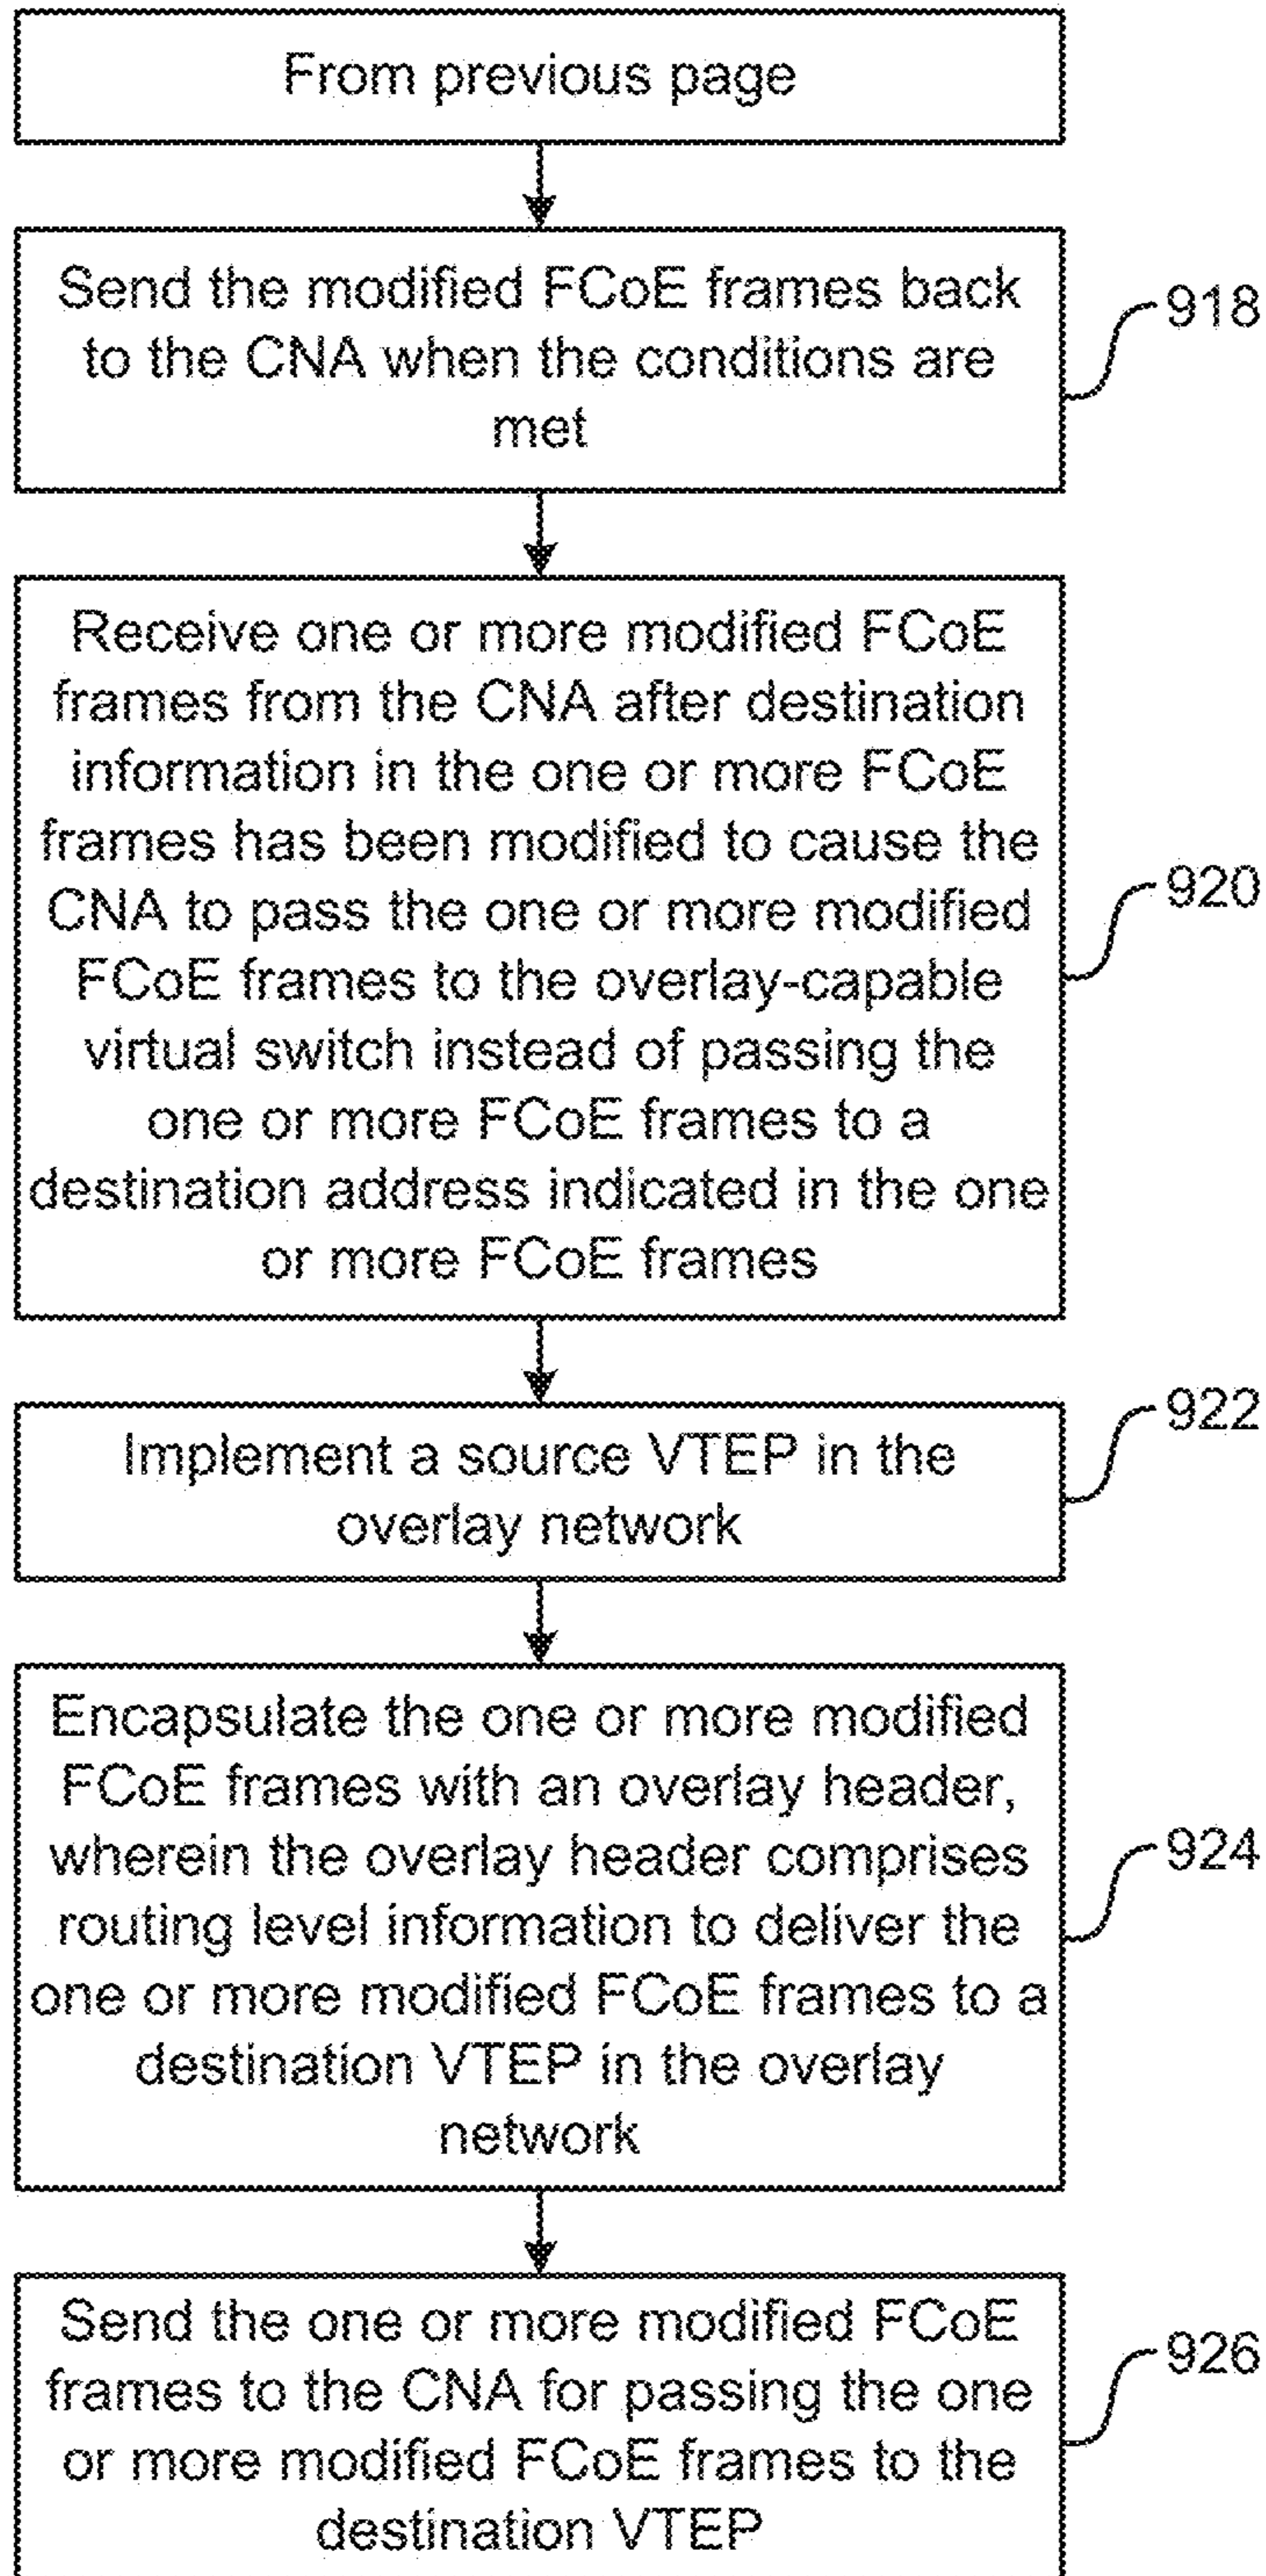 From previous page
Send the modified FCoE frames back
to the CNA when the conditions are
met
918
Receive one or more modified FCoE
frames from the CNA after destination
information in the one or more FCoE
frames has been modified to cause the
CNA to pass the one or more modified
FCoE frames to the overlay-capable
virtual switch instead of passing the
one or more FCoE frames to a
destination address indicated in the one
or more FCoE frames
920
Implement a source VTEP in the
overlay network
922
Encapsulate the one or more modified
FCoE frames with an overlay header,
wherein the overlay header comprises
routing level information to deliver the
one or more modified FCoE frames to a
destination VTEP in the overlay
network
924
Send the one or more modified FCoE
frames to the CNA for passing the one
or more modified FCoE frames to the
destination VTEP
926